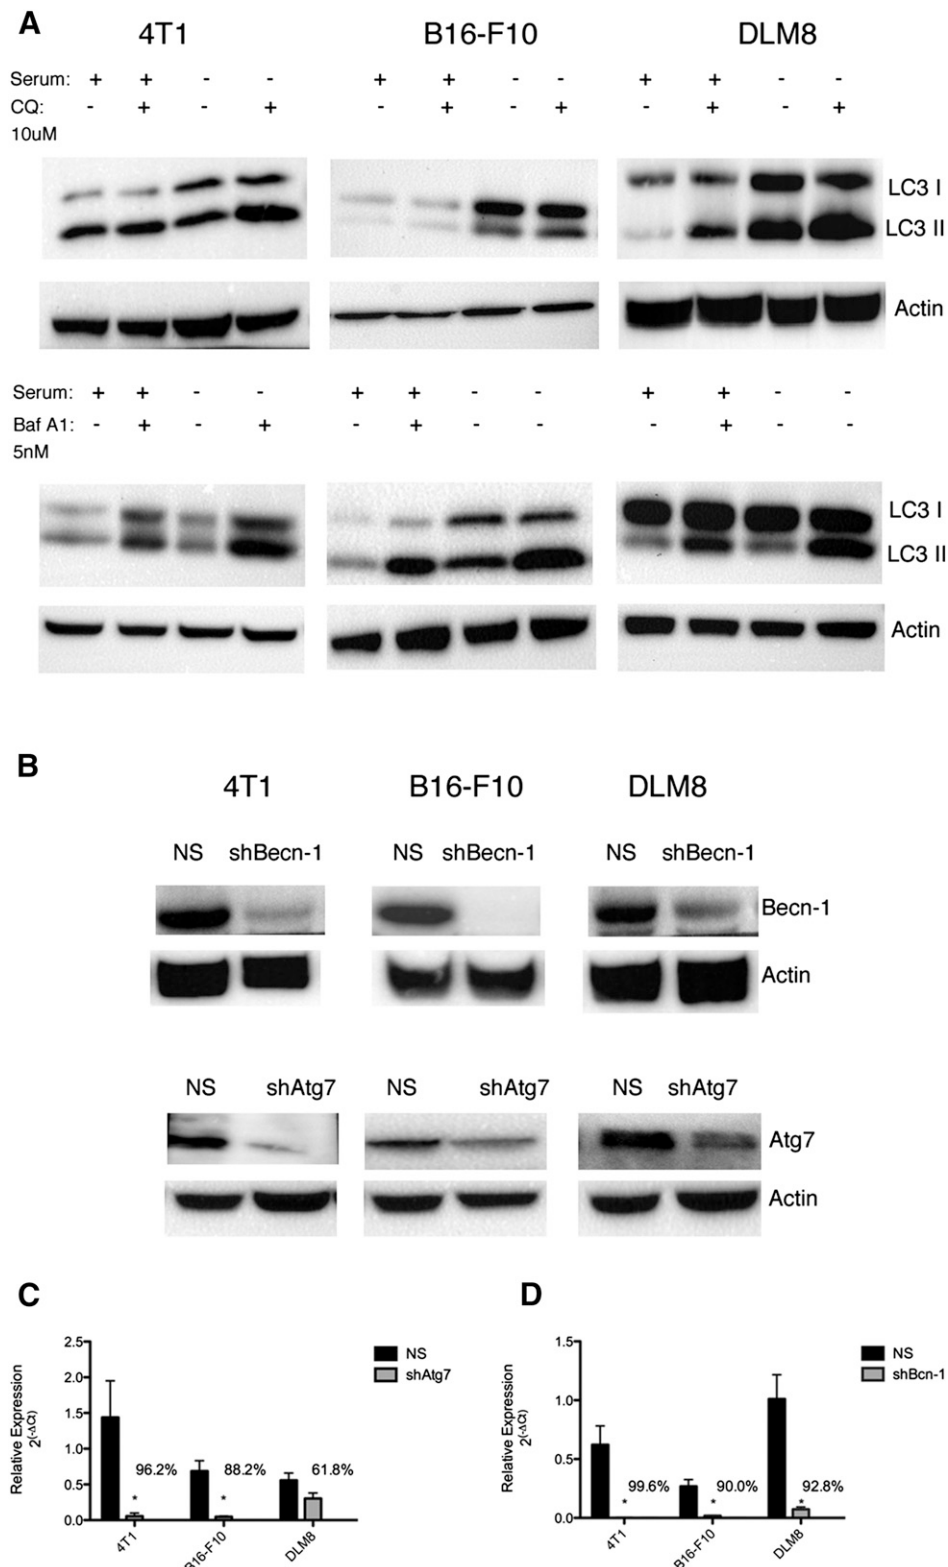 A
4T1 B16-F10 DLM8
Serum: + + - - + + - - + + - -
CQ: - + - + - + - + - + - +
10uM
LC3 I
LC3 II
Actin
Serum: + + - - + + - - + + - -
Baf A1: - + - + - + - - - + - -
5nM
LC3 I
LC3 II
Actin
B
4T1 B16-F10 DLM8
NS shBecn-1 NS shBecn-1 NS shBecn-1
Becn-1
Actin
NS shAtg7 NS shAtg7 NS shAtg7
Atg7
Actin
C
Relative Expression
2(-ΔCt)
2.5
2.0
1.5
1.0
0.5
0.0
NS
shAtg7
96.2% 88.2% 61.8%
* *
4T1 B16-F10 DLM8
D
Relative Expression
2(-ΔCt)
1.5
1.0
0.5
0.0
NS
shBcn-1
99.6% 90.0% 92.8%
* * *
4T1 B16-F10 DLM8